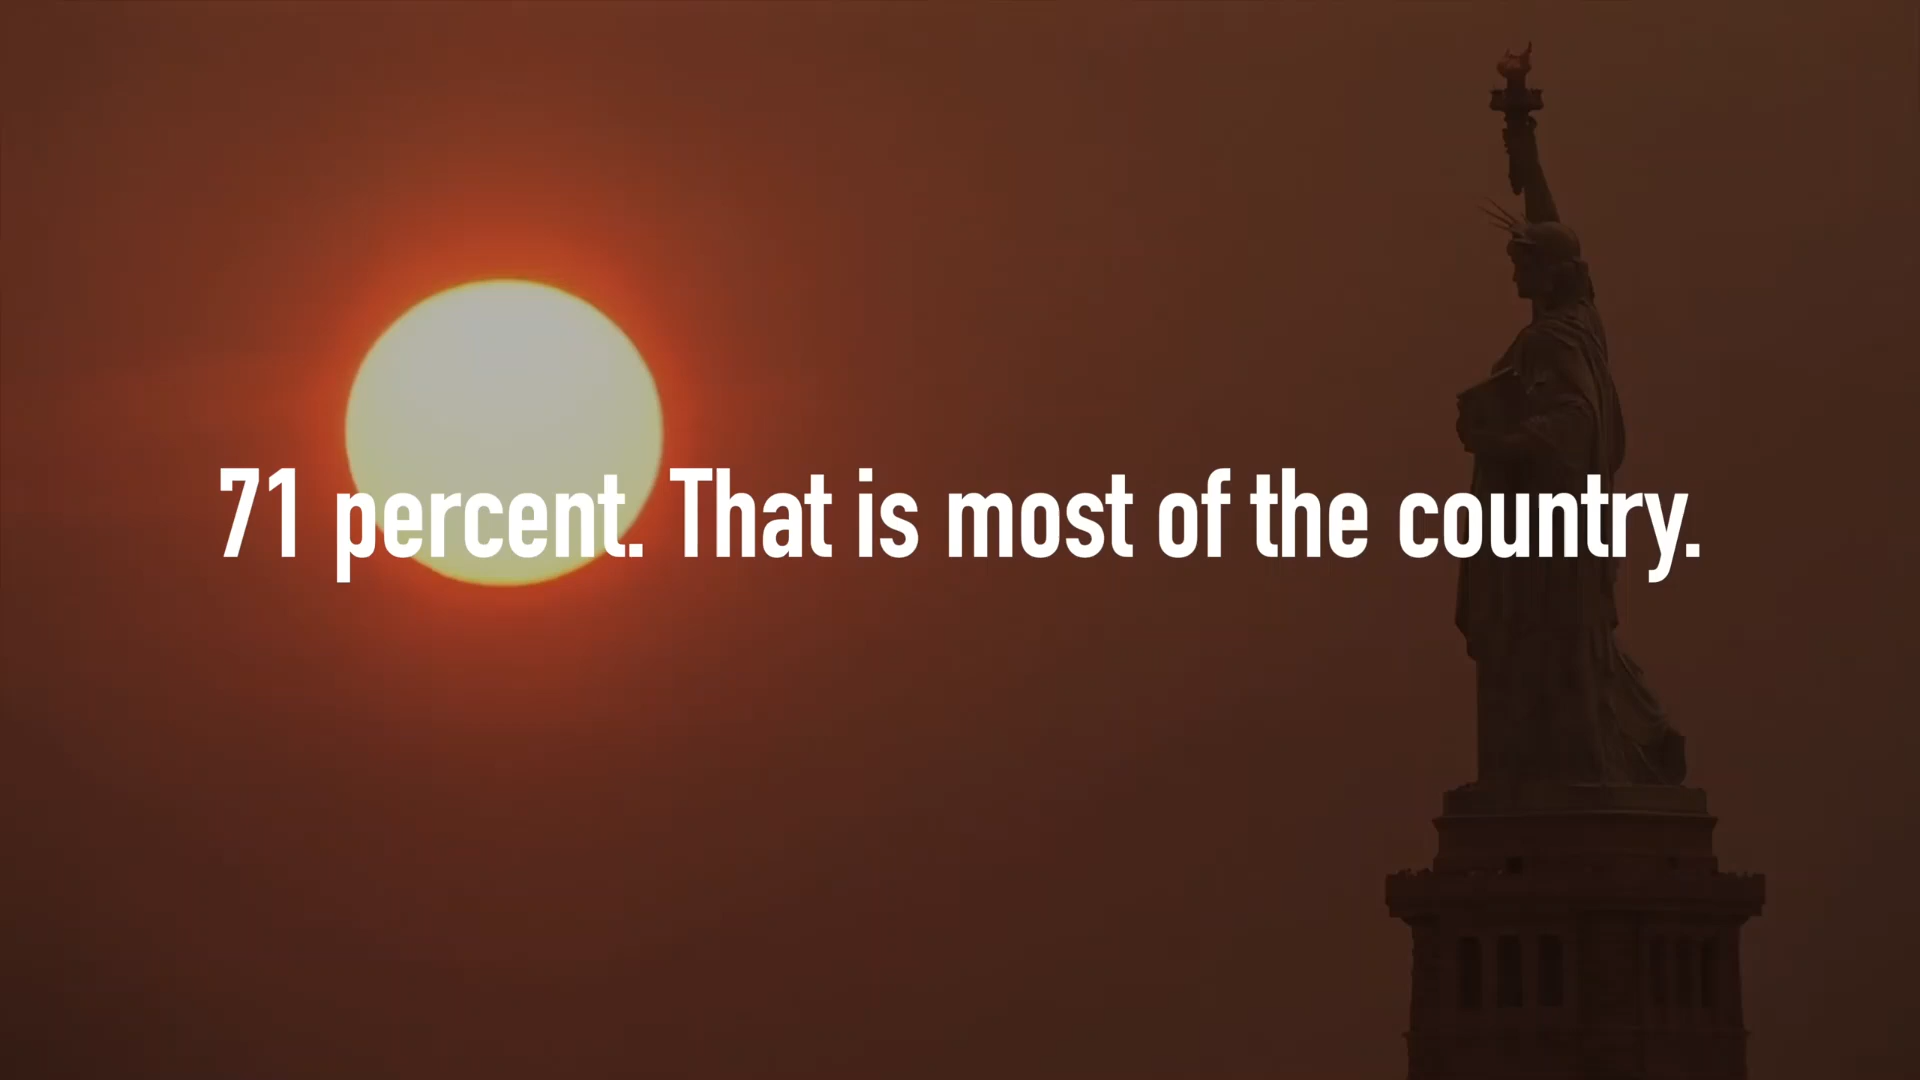 71 percent. That is most of the country.